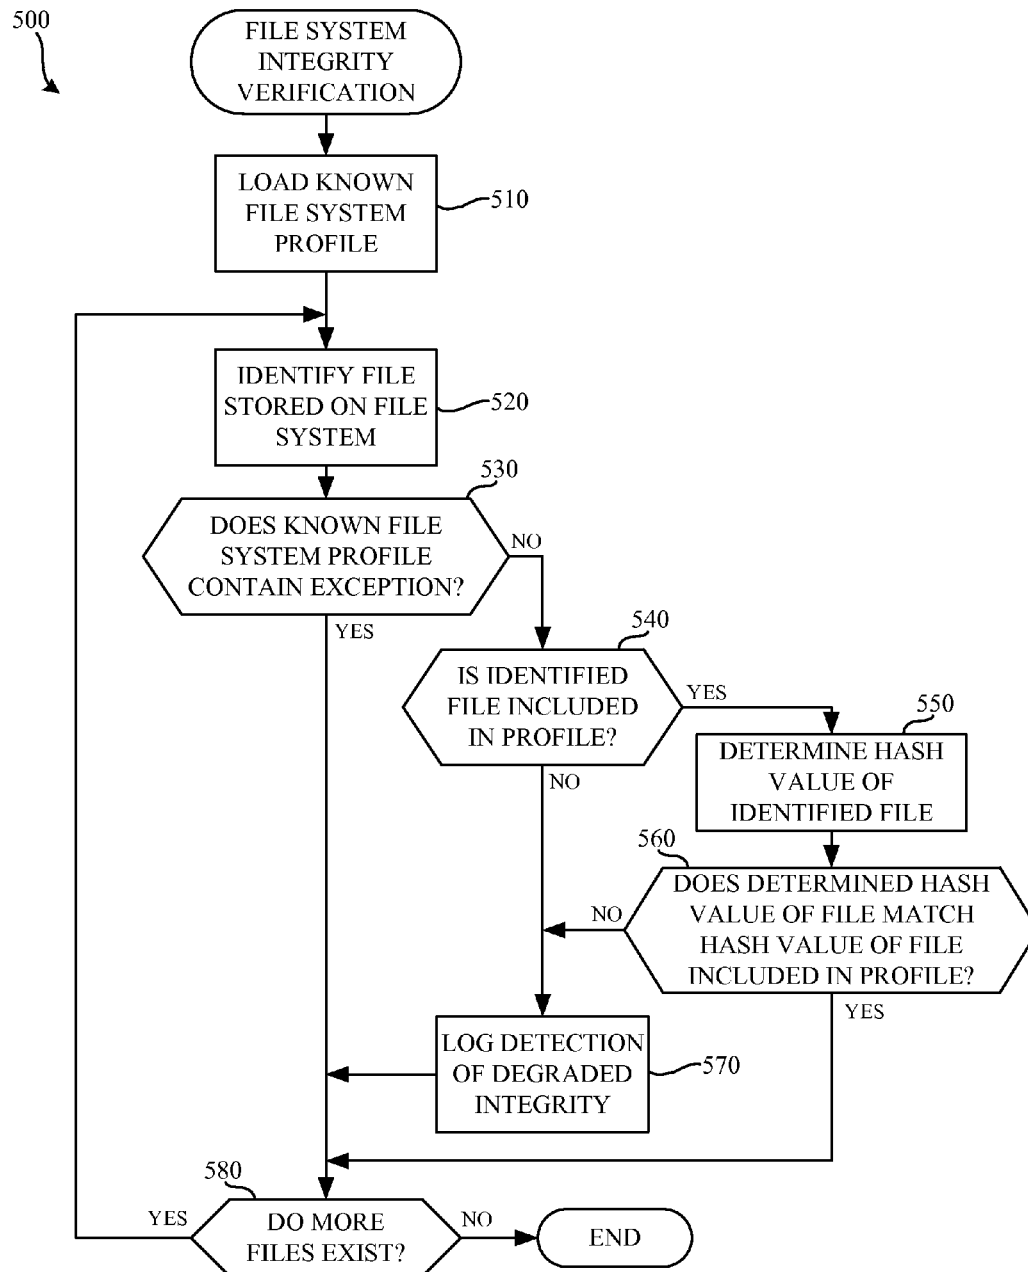 500
FILE SYSTEM
INTEGRITY
VERIFICATION
LOAD KNOWN
FILE SYSTEM
PROFILE
510
IDENTIFY FILE
STORED ON FILE
SYSTEM
520
530
DOES KNOWN FILE
SYSTEM PROFILE
CONTAIN EXCEPTION?
NO
YES
540
IS IDENTIFIED
FILE INCLUDED
IN PROFILE?
YES
NO
550
DETERMINE HASH
VALUE OF
IDENTIFIED FILE
560
DOES DETERMINED HASH
VALUE OF FILE MATCH
HASH VALUE OF FILE
INCLUDED IN PROFILE?
NO
YES
LOG DETECTION
OF DEGRADED
INTEGRITY
570
580
DO MORE
FILES EXIST?
YES
NO
END